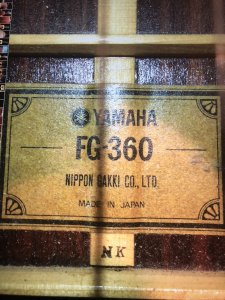 YAMAHA
FG-360
NIPPON GAKKI CO., LTD.
MADE IN JAPAN
NK